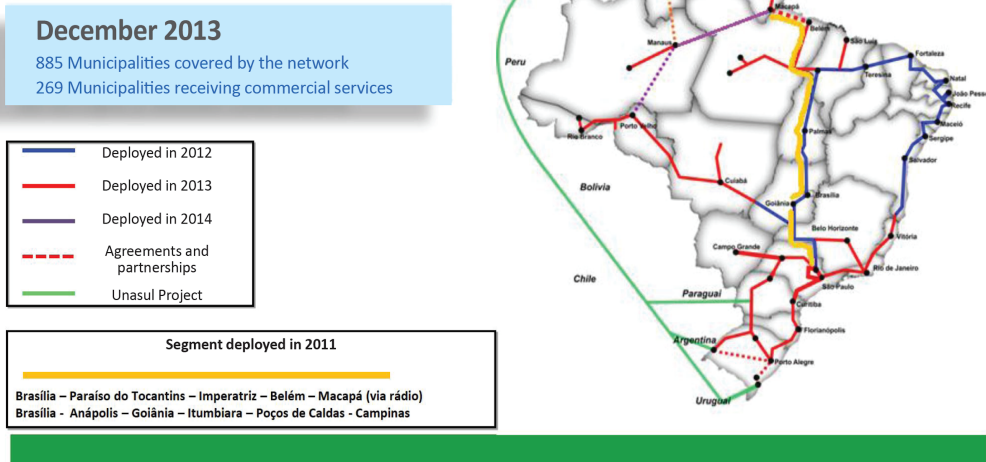 December 2013
885 Municipalities covered by the network
269 Municipalities receiving commercial services
Deployed in 2012
Deployed in 2013
Deployed in 2014
Agreements and
partnerships
Unasul Project
Segment deployed in 2011
Brasília – Paraíso do Tocantins – Imperatriz – Belém – Macapá (via rádio)
Brasília - Anápolis – Goiânia – Itumbiara – Poços de Caldas - Campinas
Macapá
Belém
São Luis
Manaus
Fortaleza
Peru
Teresina
Natal
João Pesso
Recife
Porto Velho
Maceió
Rio Branco
Palmas
Sergipe
Salvador
Cuiabá
Bolívia
Brasília
Goiânia
Belo Horizonte
Vitória
Campo Grande
Rio de Janeiro
Chile
São Paulo
Paraguai
Curitiba
Florianópolis
Argentina
Porto Alegre
Uruguai